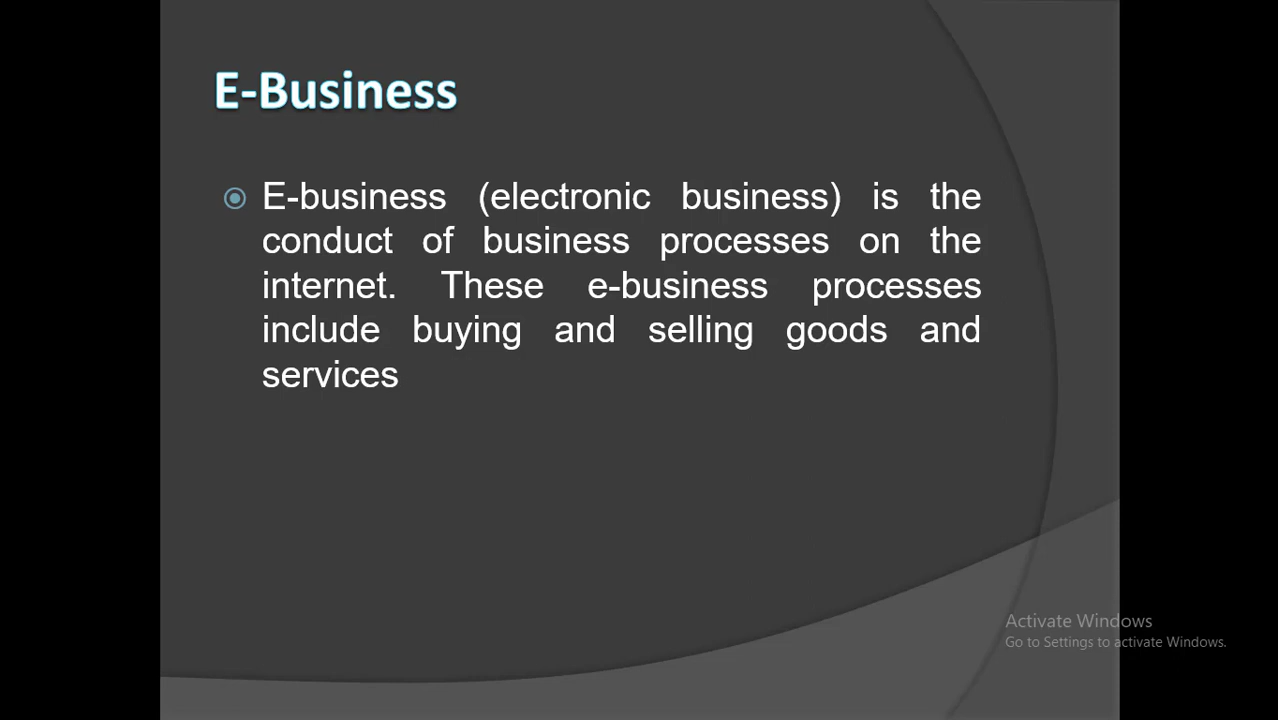 E-Business
E-business (electronic business) is the
conduct of business processes on the
internet. These e-business processes
include buying and selling goods and
services
Activate Windows
Go to Settings to activate Windows.